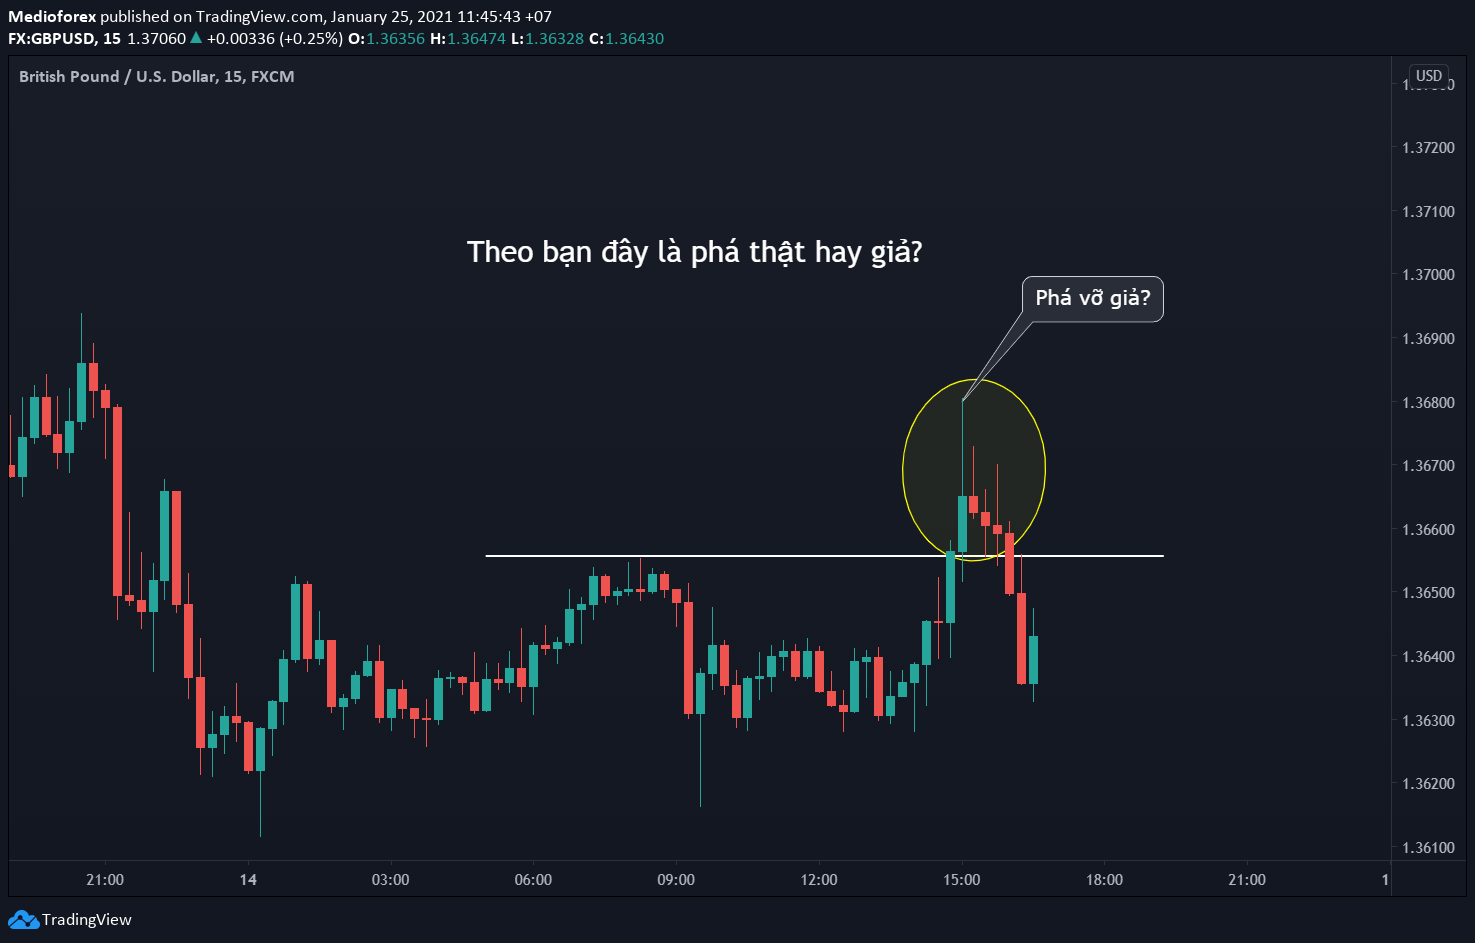 Medioforex published on TradingView.com, January 25, 2021 11:45:43 +07
FX:GBPUSD, 15 1.37060 ▲ +0.00336 (+0.25%) O:1.36356 H:1.36474 L:1.36328 C:1.36430
British Pound / U.S. Dollar, 15, FXCM
USD
1.37200
1.37100
Theo bạn đây là phá thật hay giả?
1.37000
Phá vỡ giả?
1.36900
1.36800
1.36700
1.36600
1.36500
1.36400
1.36300
1.36200
1.36100
21:00 14 03:00 06:00 09:00 12:00 15:00 18:00 21:00 1
TradingView